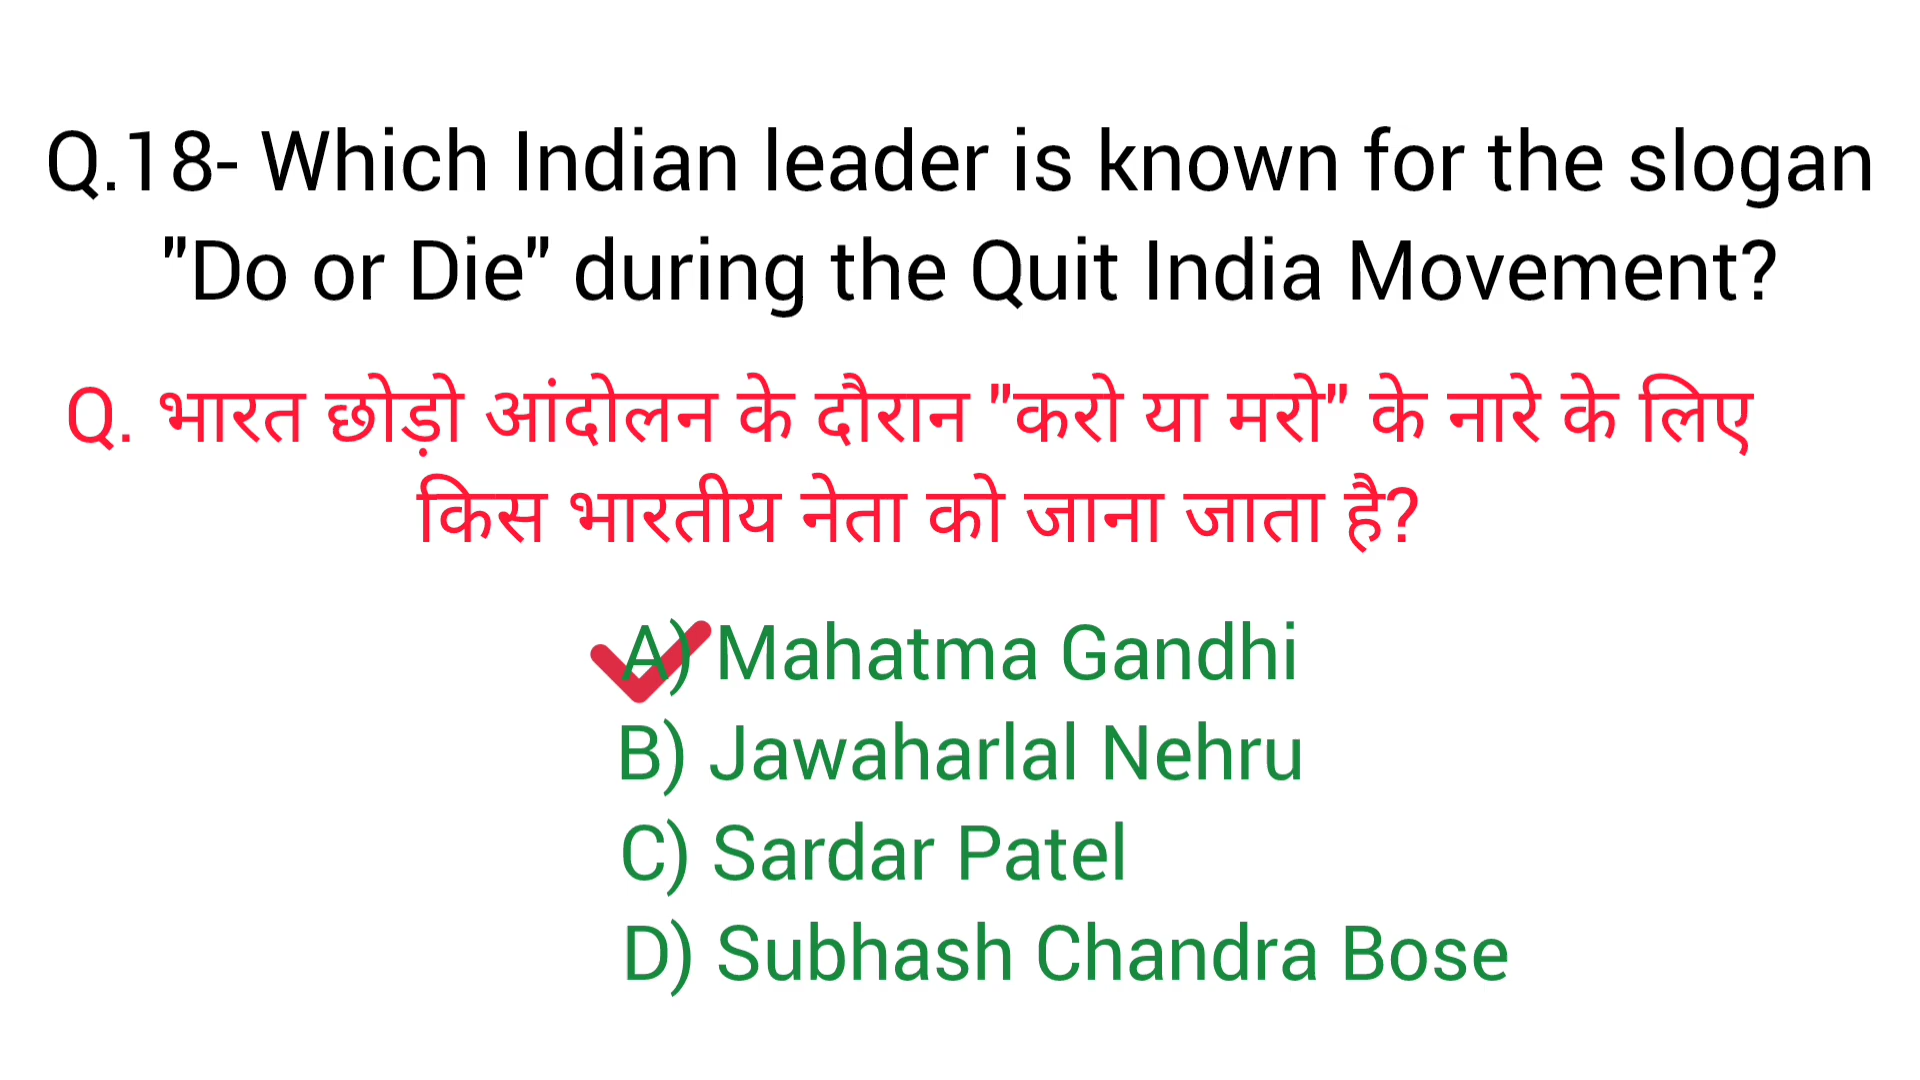 Q.18- Which Indian leader is known for the slogan
"Do or Die" during the Quit India Movement?
Q. भारत छोड़ो आंदोलन के दौरान "करो या मरो" के नारे के लिए
किस भारतीय नेता को जाना जाता है?
A) Mahatma Gandhi
B) Jawaharlal Nehru
C) Sardar Patel
D) Subhash Chandra Bose